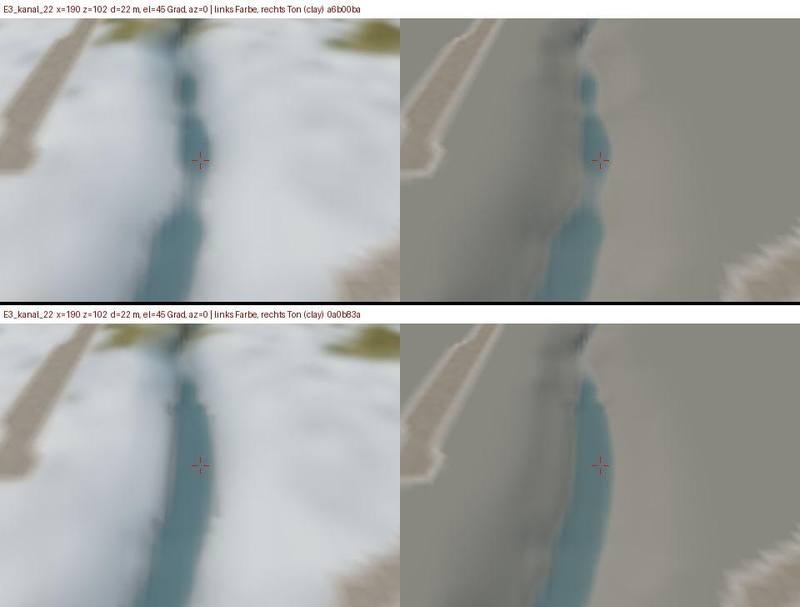 E3_kanal_22 x=190 z=102 d=22 m, el=45 Grad, az=0 | links Farbe, rechts Ton (clay) a6b00ba
E3_kanal_22 x=190 z=102 d=22 m, el=45 Grad, az=0 | links Farbe, rechts Ton (clay) 0a0b83a